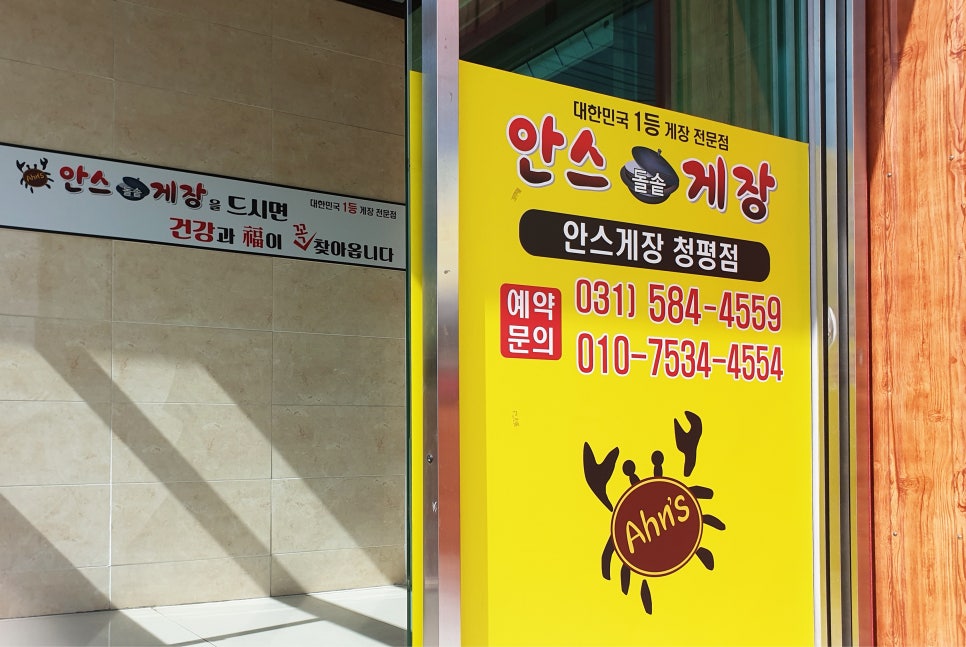 Ahn's 안스 돌솥 게장을 드시면
대한민국 1등 게장 전문점
건강과 福이 꼭 찾아옵니다
대한민국 1등 게장 전문점
안스 돌솥 게장
안스게장 청평점
예약
문의
031) 584-4559
010-7534-4554
Ahn's